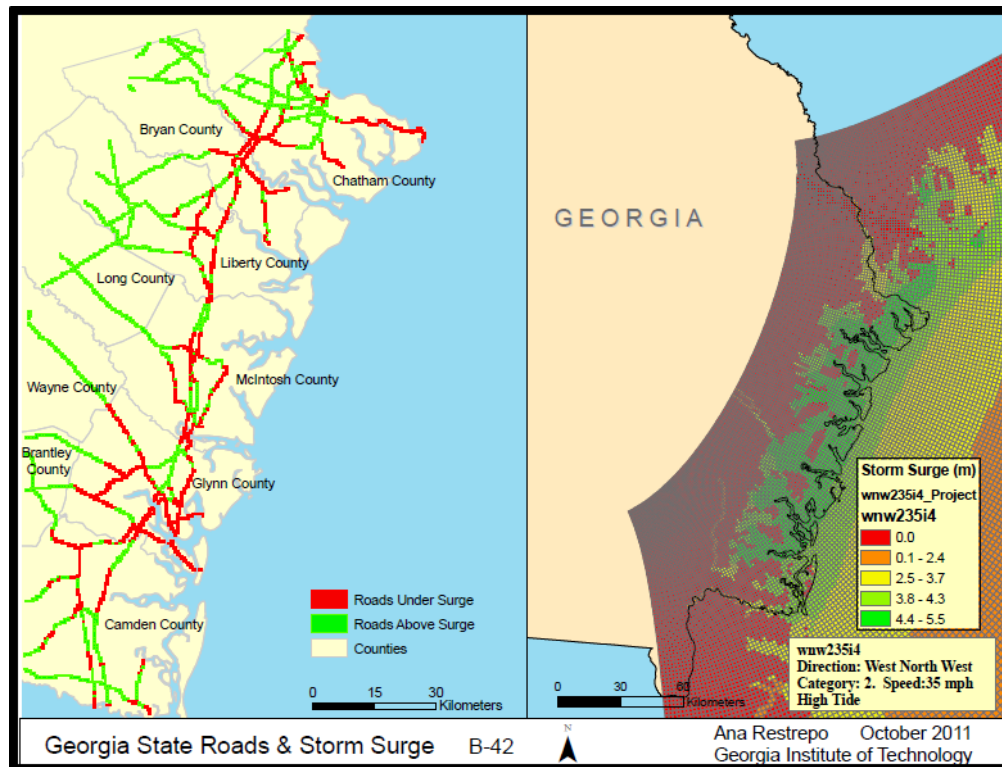 Bryan County
Chatham County
Liberty County
Long County
McIntosh County
Wayne County
Brantley
County
Glynn County
Camden County
Roads Under Surge
Roads Above Surge
Counties
0 15 30
Kilometers
GEORGIA
Storm Surge (m)
wnw235i4_Project
wnw235i4
0.0
0.1 - 2.4
2.5 - 3.7
3.8 - 4.3
4.4 - 5.5
wnw235i4
Direction: West North West
Category: 2. Speed:35 mph
High Tide
0 30 60
Kilometers
Georgia State Roads & Storm Surge B-42
N
Ana Restrepo October 2011
Georgia Institute of Technology